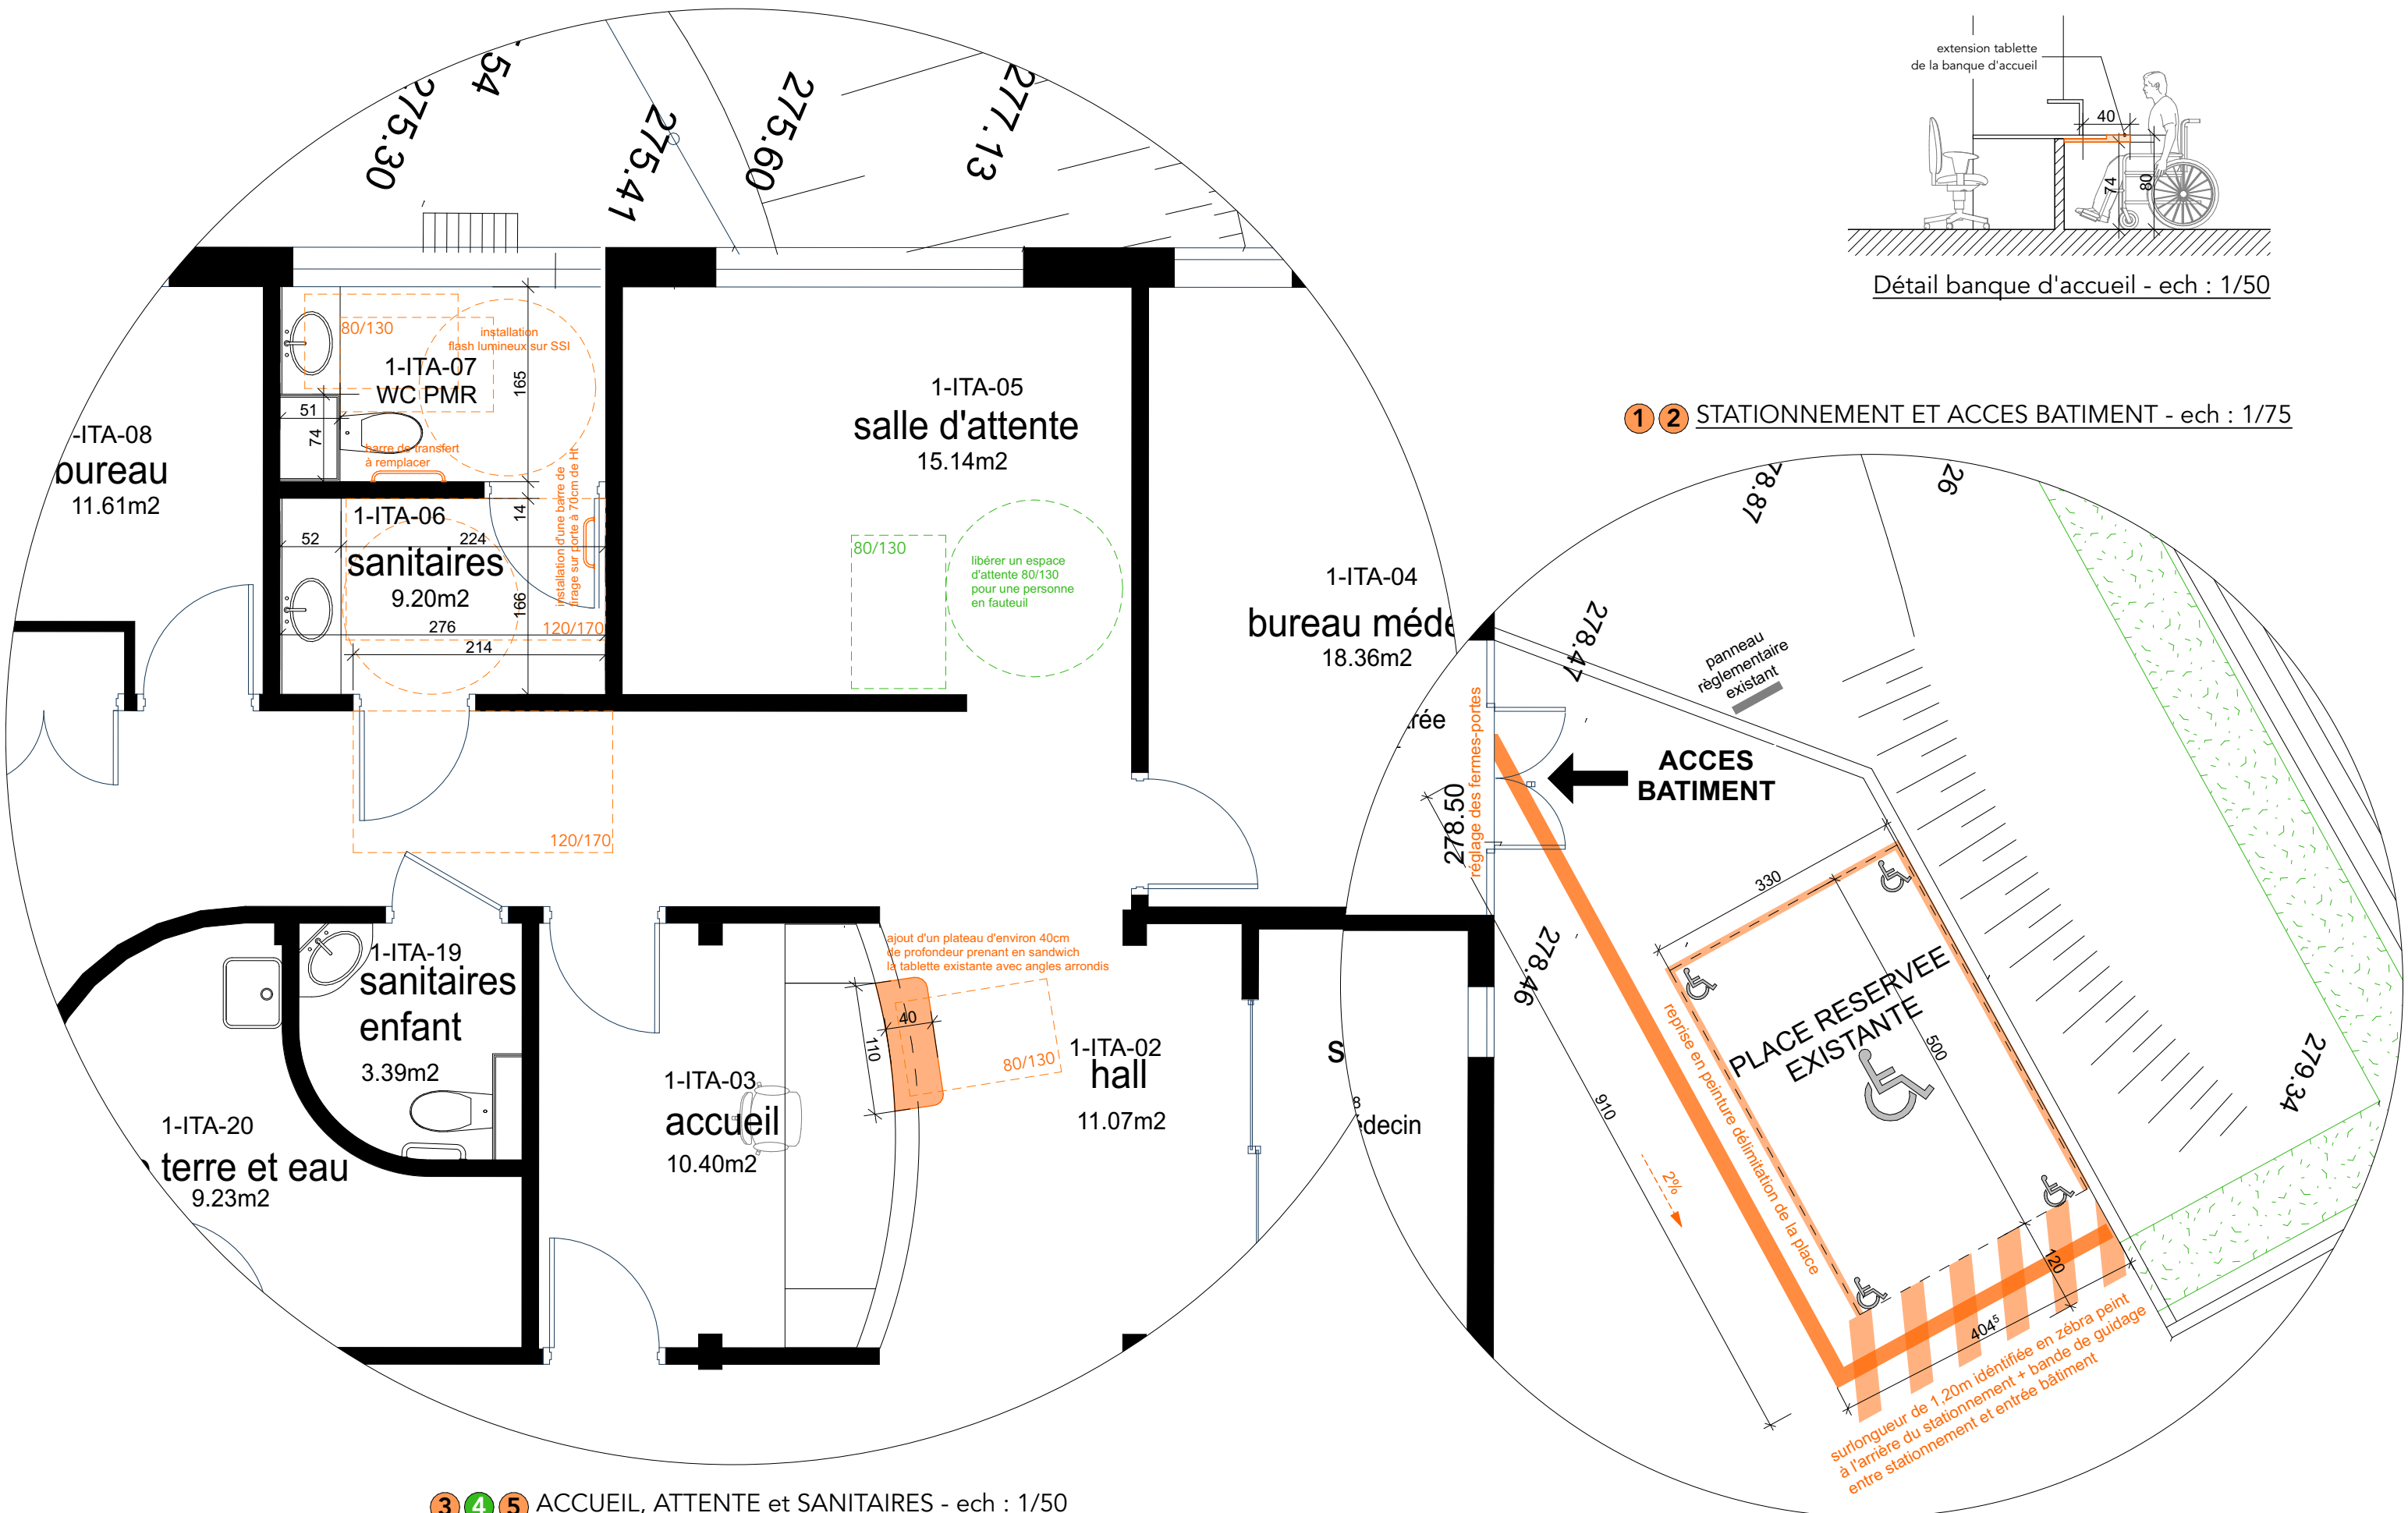 54
275.30
275.41
275.60
277.13
80/130
installation
flash lumineux sur SSI
1-ITA-07
WC PMR
165
51
74
barre de transfert
à remplacer
-ITA-08
bureau
11.61m2
1-ITA-06
52
224
14
sanitaires
9.20m2
166
276
120/170
214
installation d'une barre de
tirage sur porte à 70cm de Ht
1-ITA-05
salle d'attente
15.14m2
80/130
libérer un espace
d'attente 80/130
pour une personne
en fauteuil
1-ITA-04
bureau méde
18.36m2
120/170
1-ITA-19
sanitaires
enfant
3.39m2
1-ITA-20
terre et eau
9.23m2
ajout d'un plateau d'environ 40cm
de profondeur prenant en sandwich
la tablette existante avec angles arrondis
40
110
80/130
1-ITA-03
accueil
10.40m2
1-ITA-02
hall
11.07m2
3 4 5 ACCUEIL, ATTENTE et SANITAIRES - ech : 1/50
extension tablette
de la banque d'accueil
40
74
80
Détail banque d'accueil - ech : 1/50
1 2 STATIONNEMENT ET ACCES BATIMENT - ech : 1/75
78.87
26
278.47
panneau
règlementaire
existant
rée
278.50
réglage des fermes-portes
ACCES
BATIMENT
278.46
330
PLACE RESERVEE
EXISTANTE
500
reprise en peinture délimitation de la place
910
2%
279.34
s
8
édecin
120
404⁵
surlongueur de 1,20m idéntifiée en zébra peint
à l'arrière du stationnement + bande de guidage
entre stationnement et entrée bâtiment